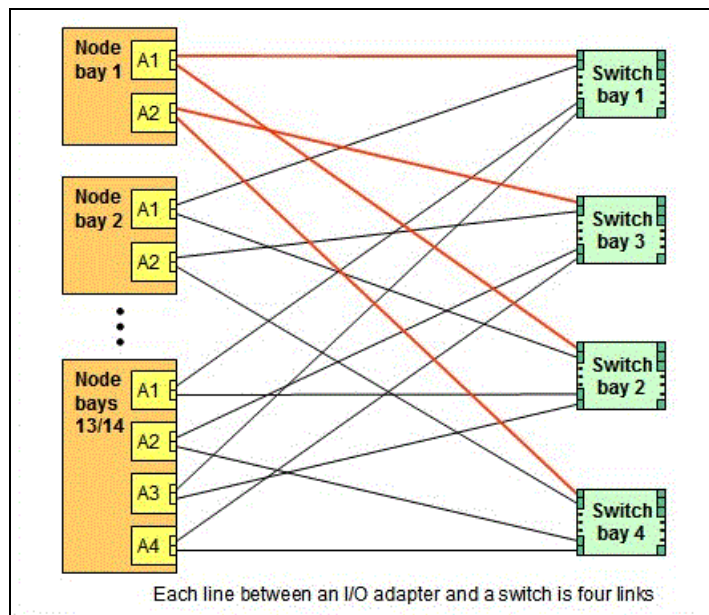 Node
bay 1
A1
A2
Node
bay 2
A1
A2
Node
bays
13/14
A1
A2
A3
A4
Switch
bay 1
Switch
bay 3
Switch
bay 2
Switch
bay 4
Each line between an I/O adapter and a switch is four links